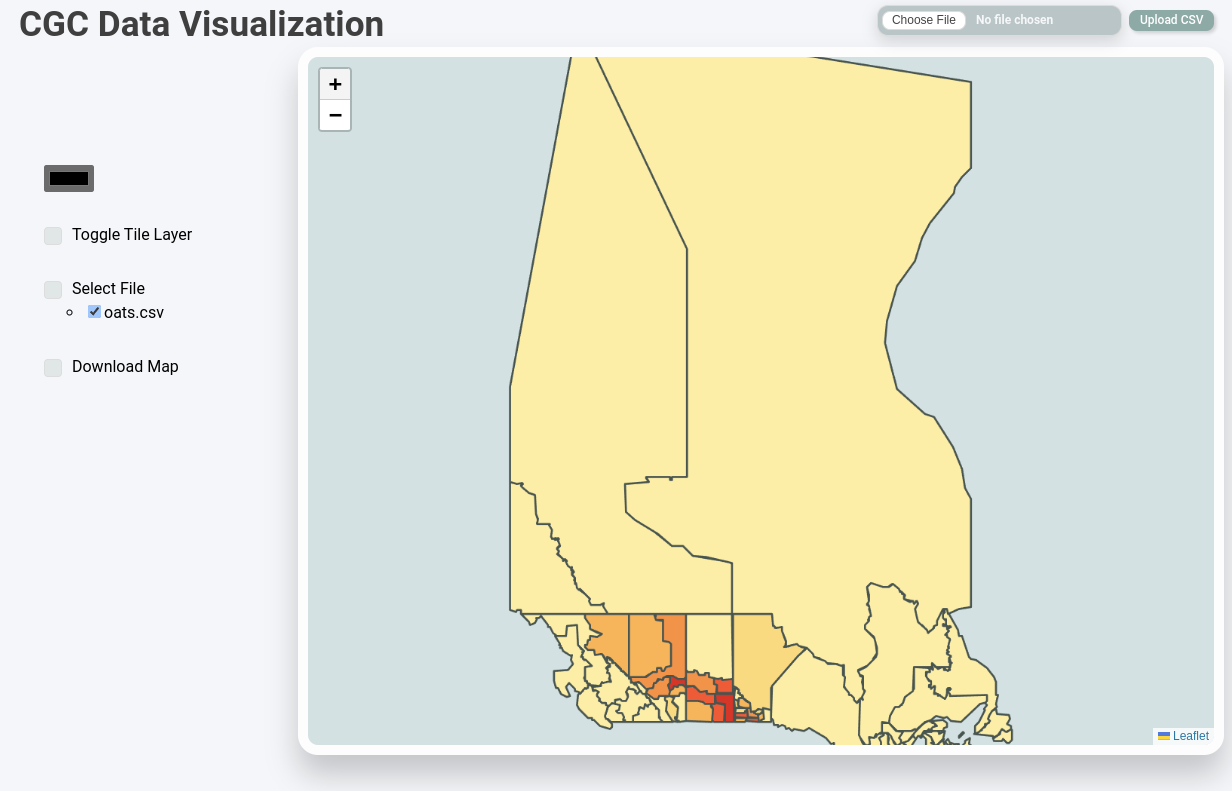 CGC Data Visualization
Choose File No file chosen
Upload CSV
+
−
Toggle Tile Layer
Select File
oats.csv
Download Map
Leaflet